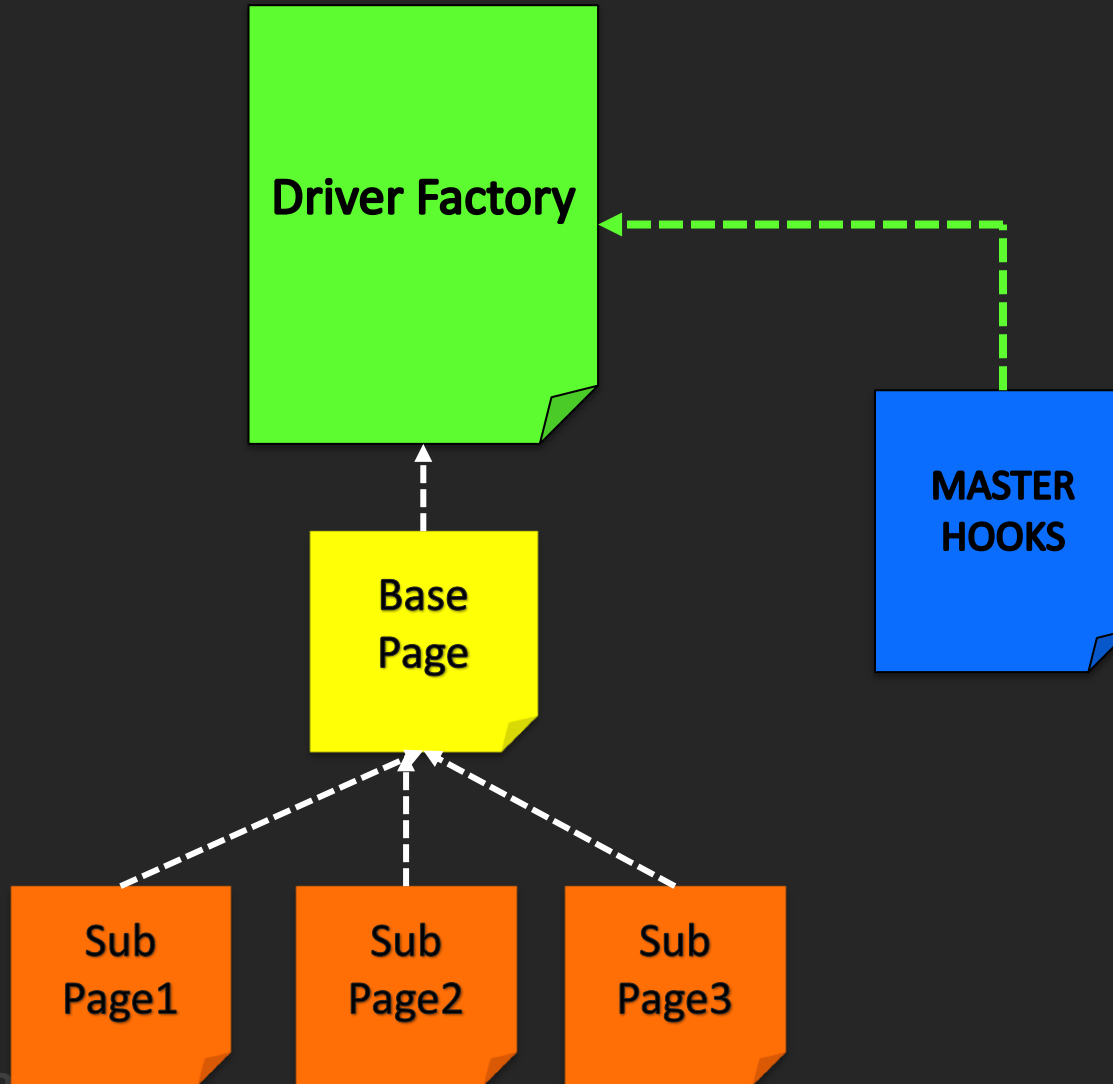 Driver Factory
MASTER
HOOKS
Base
Page
Sub
Page1
Sub
Page2
Sub
Page3